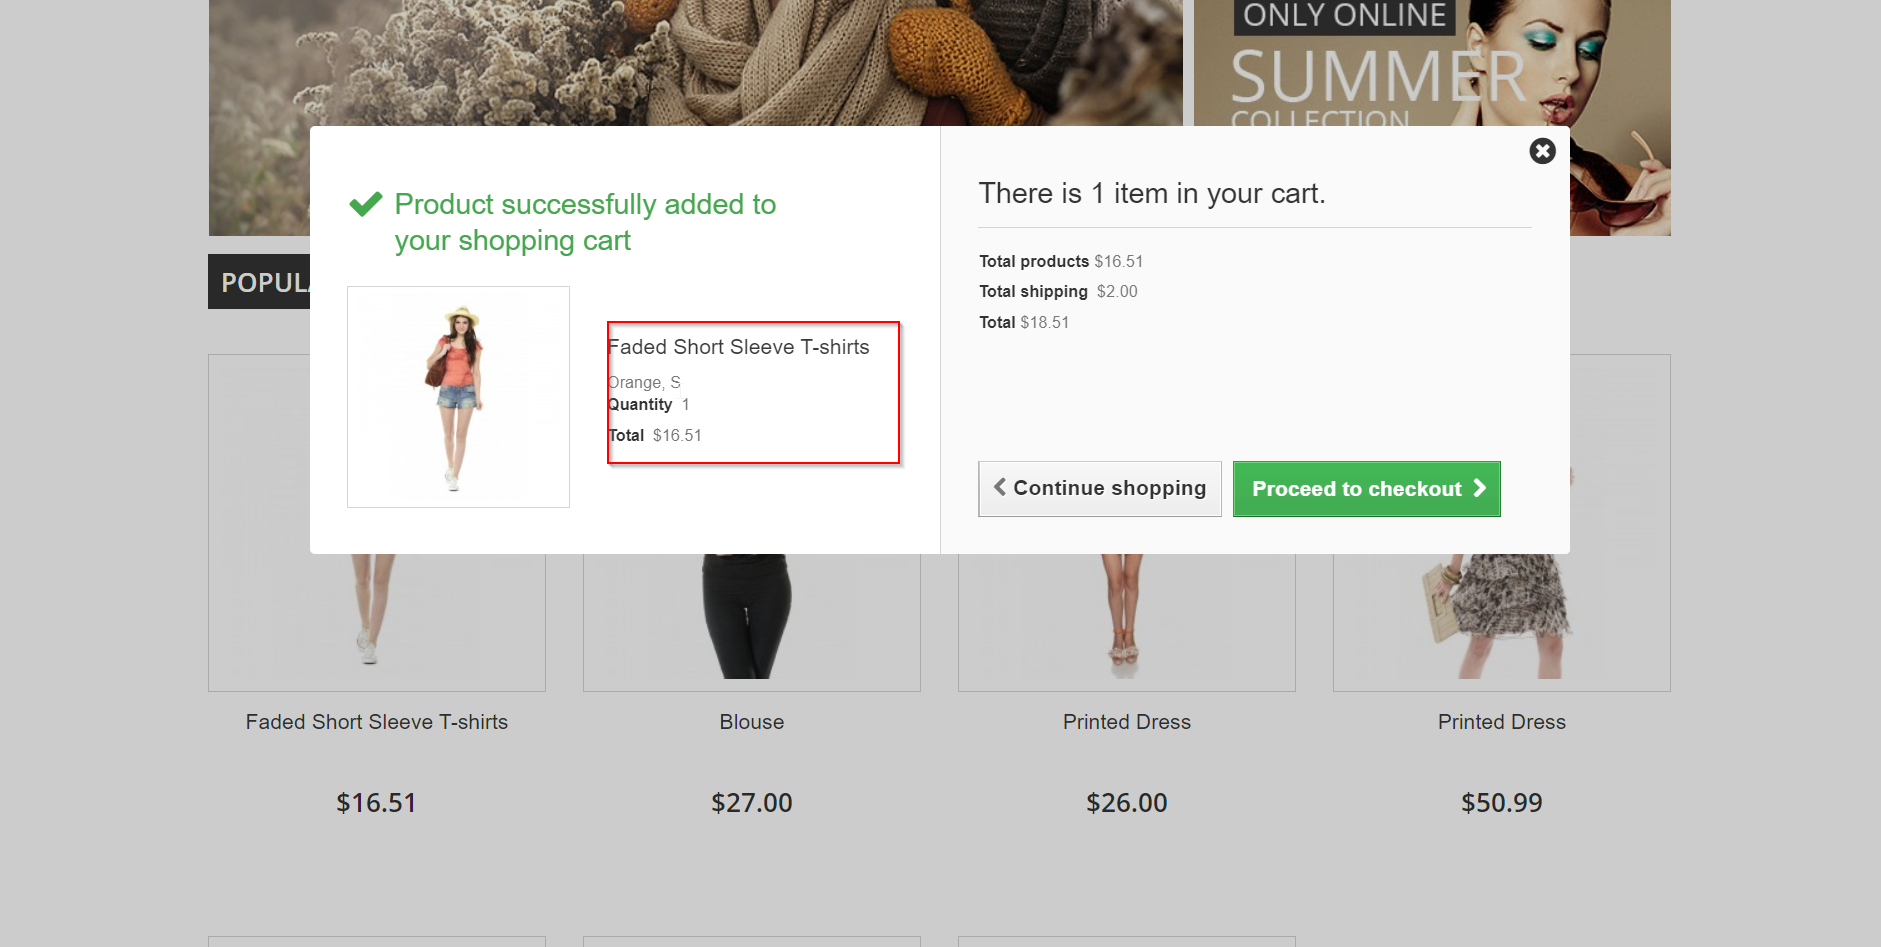 ONLY ONLINE
SUMMER
COLLECTION
Product successfully added to
your shopping cart
Faded Short Sleeve T-shirts
Orange, S
Quantity 1
Total $16.51
There is 1 item in your cart.
Total products $16.51
Total shipping $2.00
Total $18.51
Continue shopping
Proceed to checkout
Faded Short Sleeve T-shirts
Blouse
Printed Dress
Printed Dress
$16.51
$27.00
$26.00
$50.99